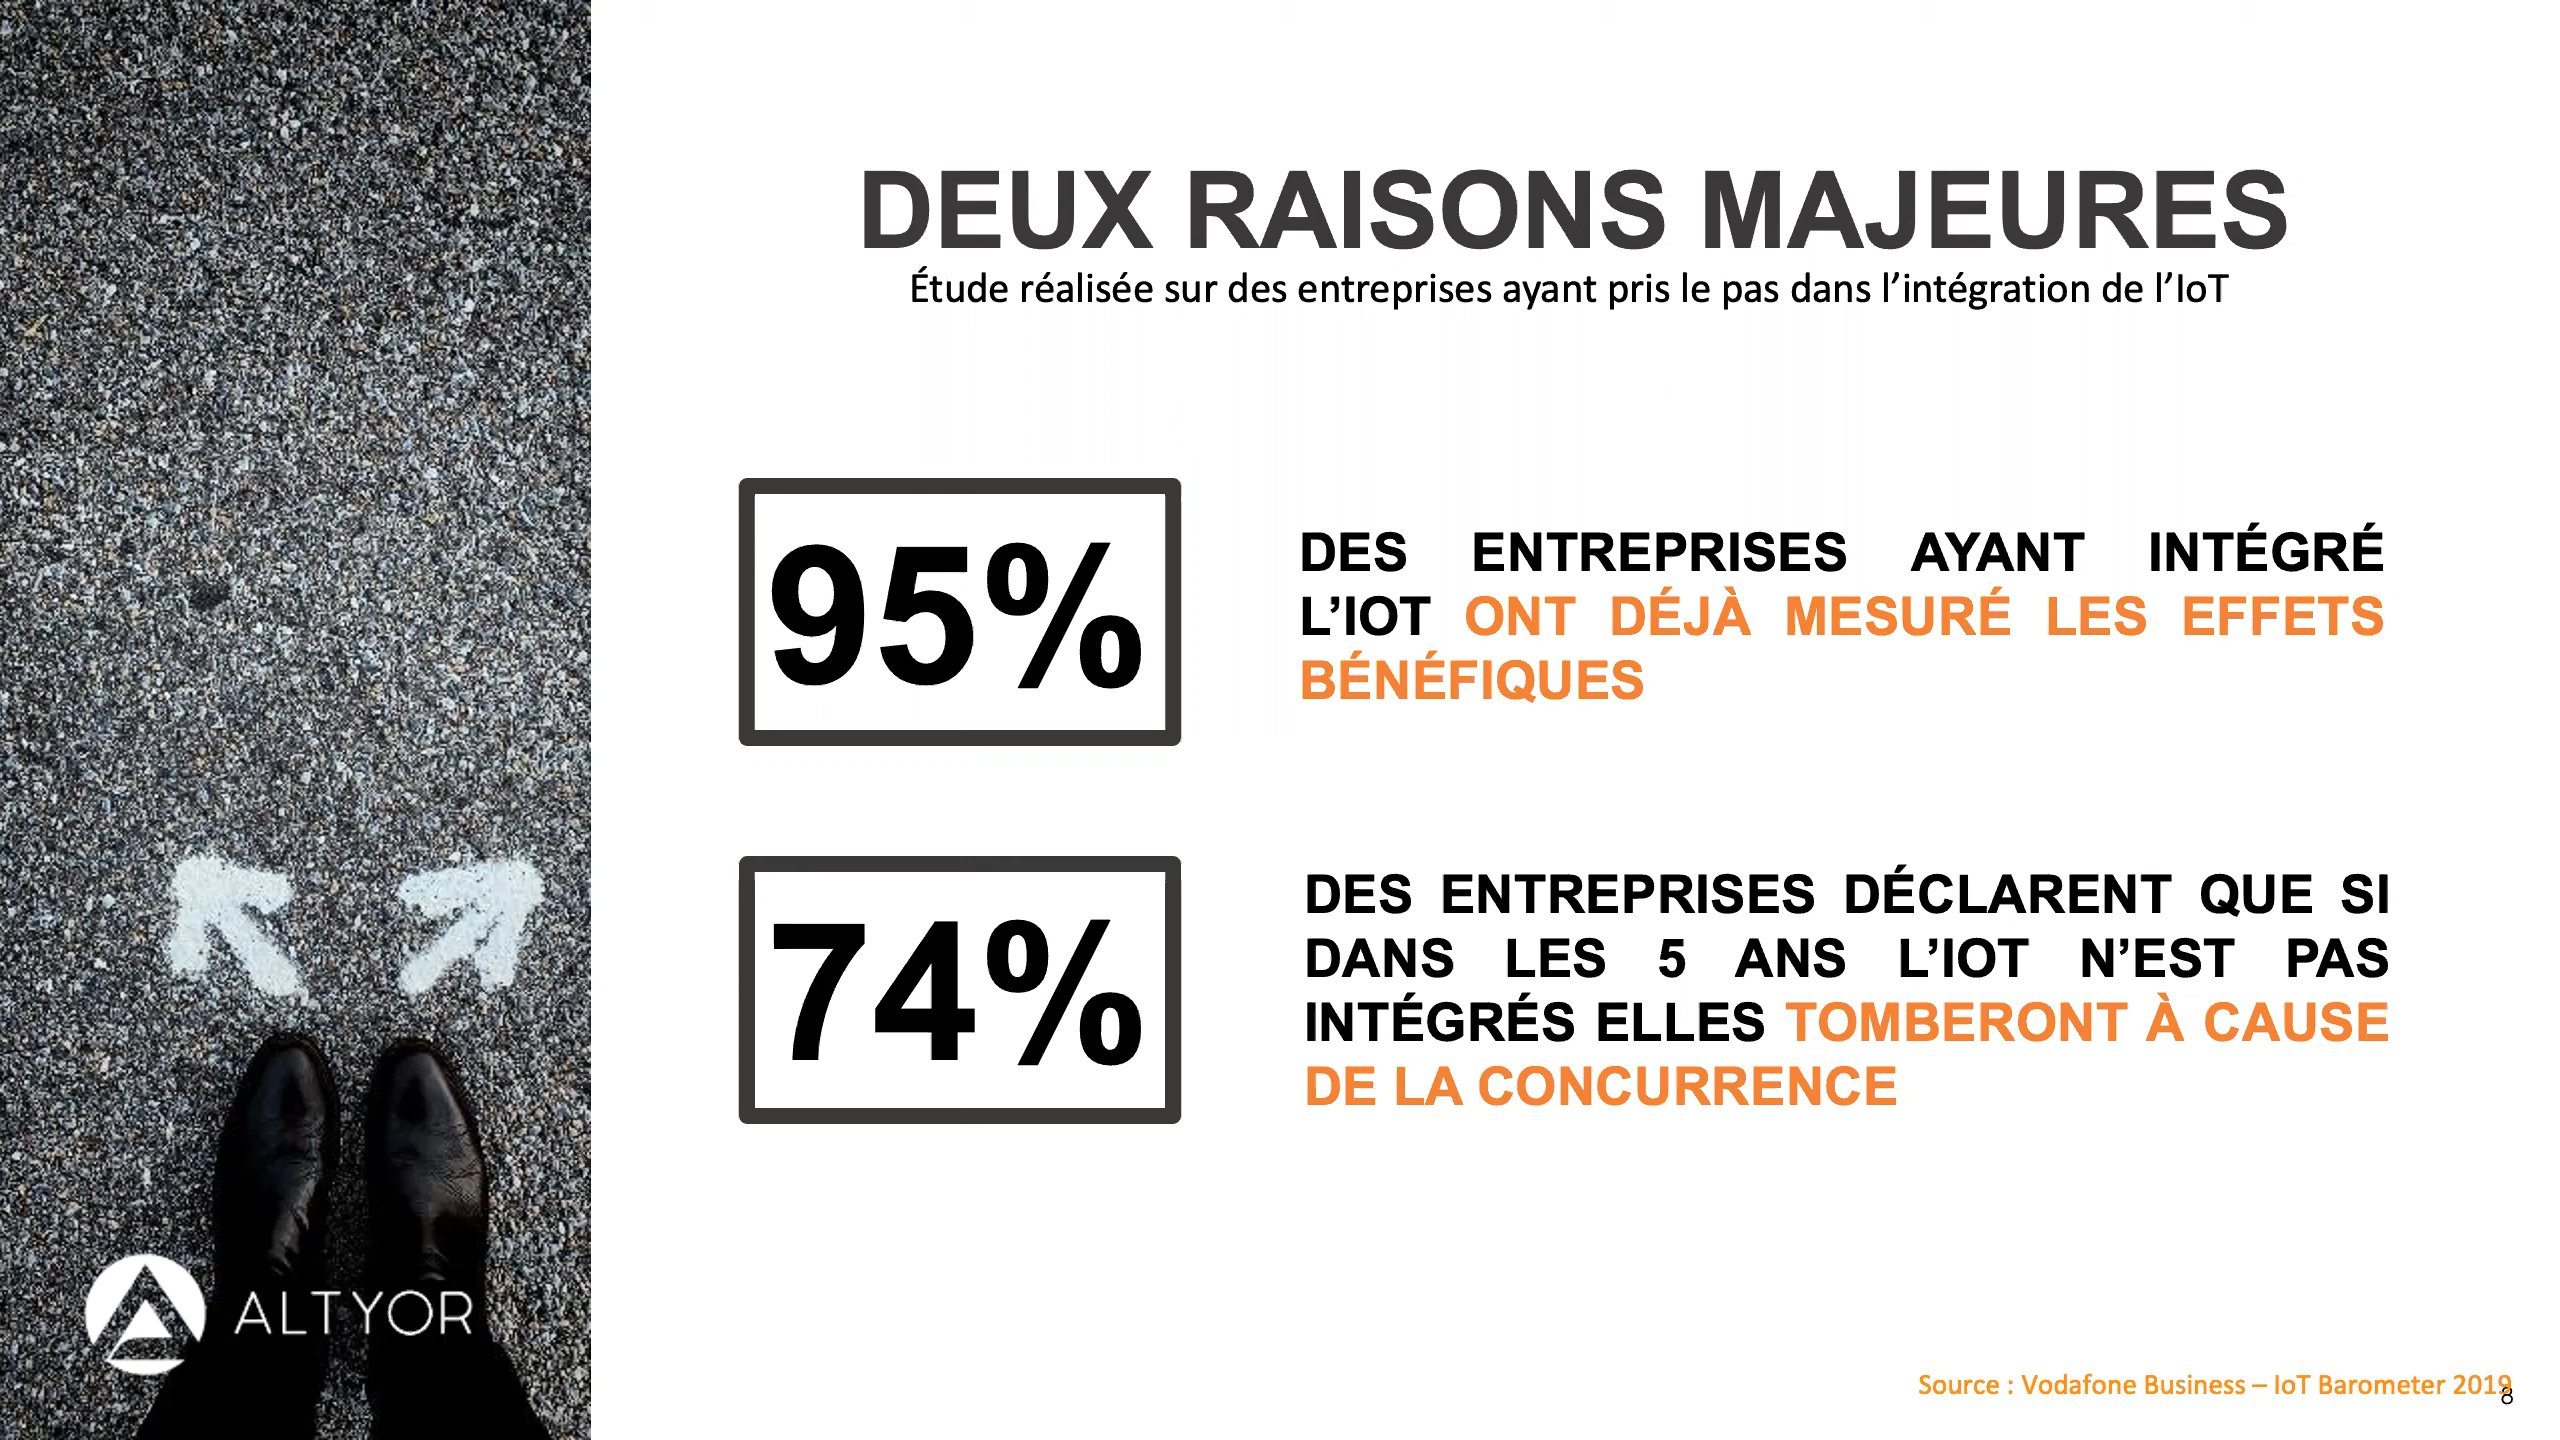 DEUX RAISONS MAJEURES
Étude réalisée sur des entreprises ayant pris le pas dans l’intégration de l’IoT
95%
DES ENTREPRISES AYANT INTÉGRÉ
L’IOT ONT DÉJÀ MESURÉ LES EFFETS
BÉNÉFIQUES
74%
DES ENTREPRISES DÉCLARENT QUE SI
DANS LES 5 ANS L’IOT N’EST PAS
INTÉGRÉS ELLES TOMBERONT À CAUSE
DE LA CONCURRENCE
ALTYOR
Source : Vodafone Business – IoT Barometer 2019
8